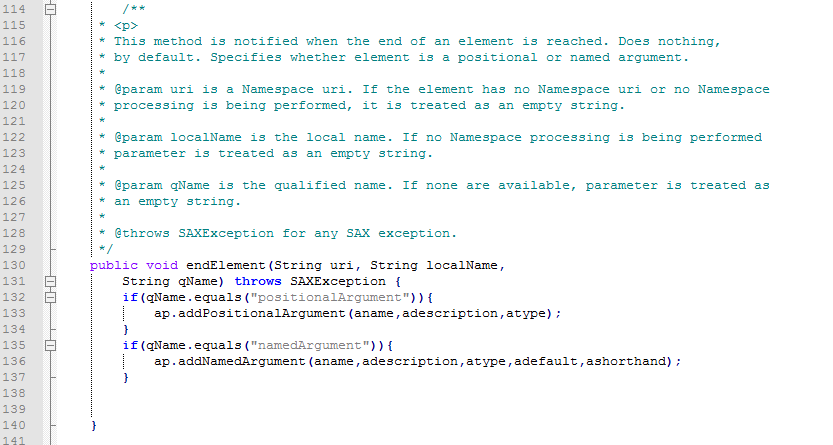 114 /**
115 * <p>
116 * This method is notified when the end of an element is reached. Does nothing,
117 * by default. Specifies whether element is a positional or named argument.
118 *
119 * @param uri is a Namespace uri. If the element has no Namespace uri or no Namespace
120 * processing is being performed, it is treated as an empty string.
121 *
122 * @param localName is the local name. If no Namespace processing is being performed
123 * parameter is treated as an empty string.
124 *
125 * @param qName is the qualified name. If none are available, parameter is treated as
126 * an empty string.
127 *
128 * @throws SAXException for any SAX exception.
129 */
130 public void endElement(String uri, String localName,
131 String qName) throws SAXException {
132 if(qName.equals("positionalArgument")){
133 ap.addPositionalArgument(aname,adescription,atype);
134 }
135 if(qName.equals("namedArgument")){
136 ap.addNamedArgument(aname,adescription,atype,adefault,ashorthand);
137 }
138
139
140 }
141